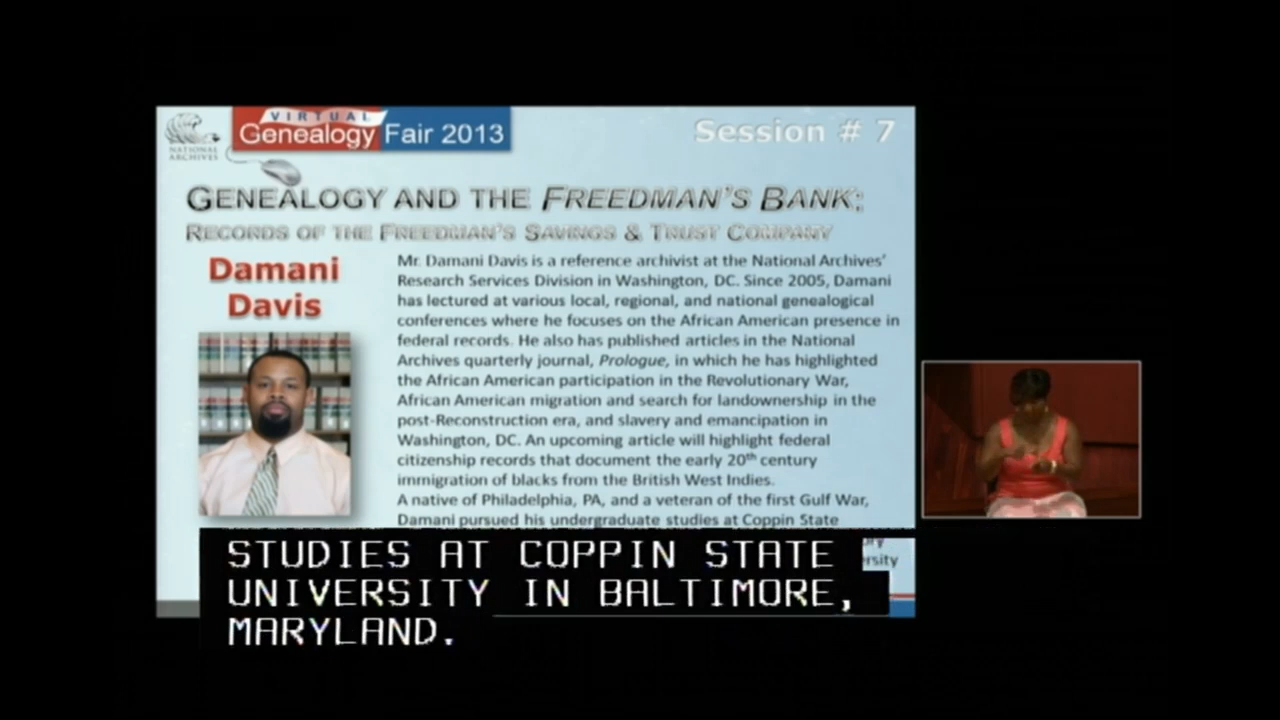 NATIONAL
ARCHIVES
VIRTUAL
Genealogy Fair 2013
Session # 7
GENEALOGY AND THE FREEDMAN'S BANK:
RECORDS OF THE FREEDMAN'S SAVINGS & TRUST COMPANY
Damani
Davis
Mr. Damani Davis is a reference archivist at the National Archives'
Research Services Division in Washington, DC. Since 2005, Damani
has lectured at various local, regional, and national genealogical
conferences where he focuses on the African American presence in
federal records. He also has published articles in the National
Archives quarterly journal, Prologue, in which he has highlighted
the African American participation in the Revolutionary War,
African American migration and search for landownership in the
post-Reconstruction era, and slavery and emancipation in
Washington, DC. An upcoming article will highlight federal
citizenship records that document the early 20th century
immigration of blacks from the British West Indies.
A native of Philadelphia, PA, and a veteran of the first Gulf War,
Damani pursued his undergraduate studies at Coppin State
STUDIES AT COPPIN STATE
UNIVERSITY IN BALTIMORE,
MARYLAND.